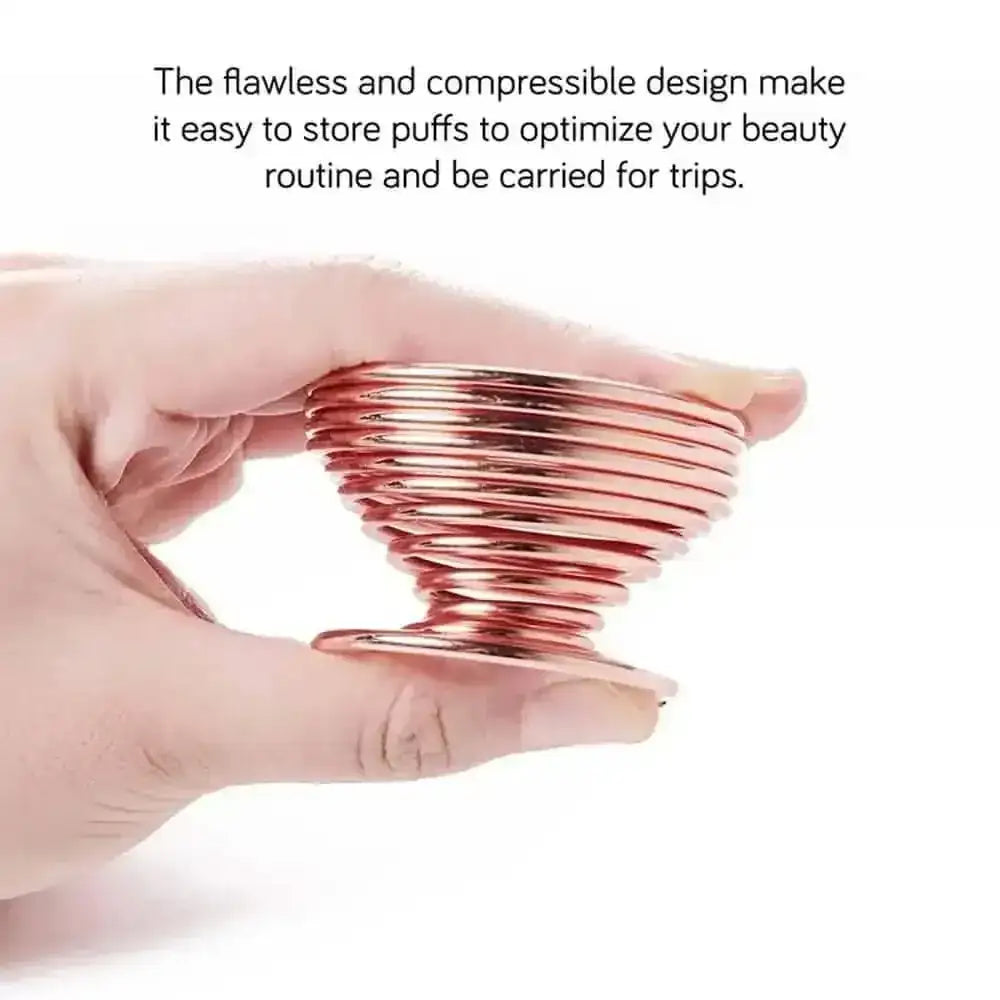 The flawless and compressible design make
it easy to store puffs to optimize your beauty
routine and be carried for trips.